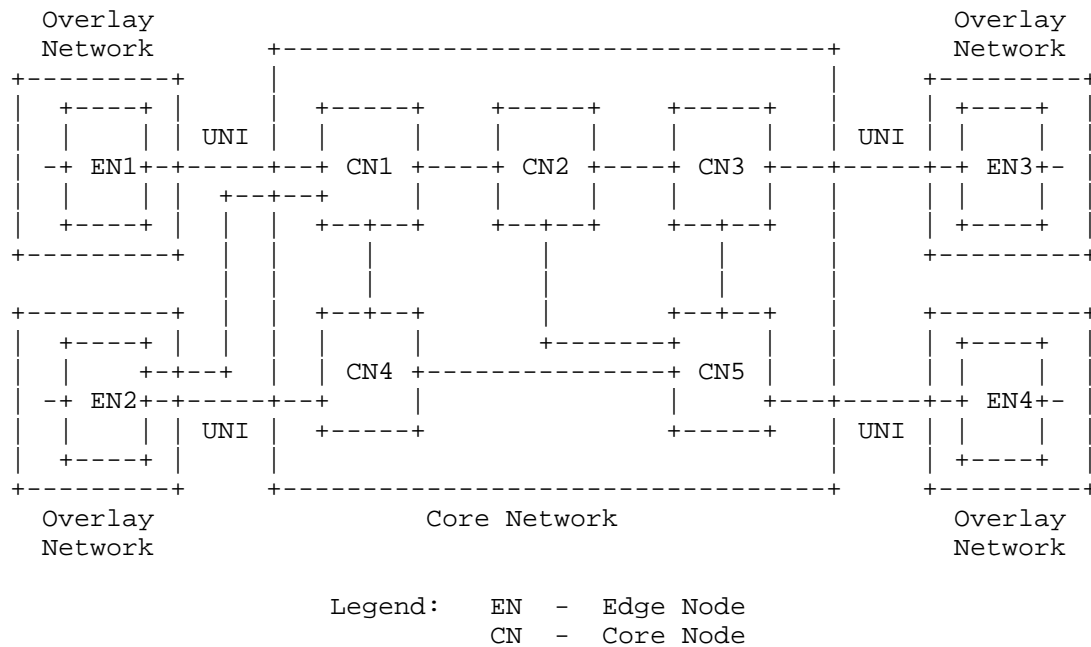 Overlay Overlay
Network Network
UNI UNI
EN1 CN1 CN2 CN3 EN3
CN4 CN5
EN2 EN4
UNI UNI
Overlay Core Network Overlay
Network Network
Legend: EN - Edge Node
CN - Core Node